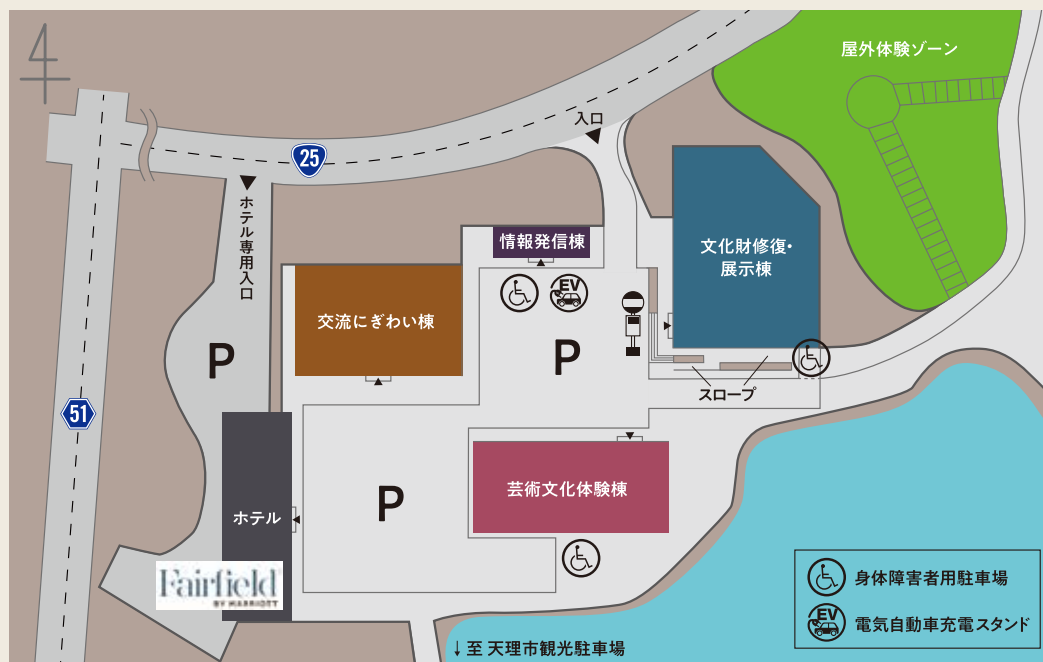 4
屋外体験ゾーン
入口
25
ホテル専用入口
情報発信棟
文化財修復・
展示棟
EV
交流にぎわい棟
P
P
スロープ
51
P
芸術文化体験棟
ホテル
Fairfield
BY MARRIOTT
身体障害者用駐車場
EV
電気自動車充電スタンド
↓至 天理市観光駐車場